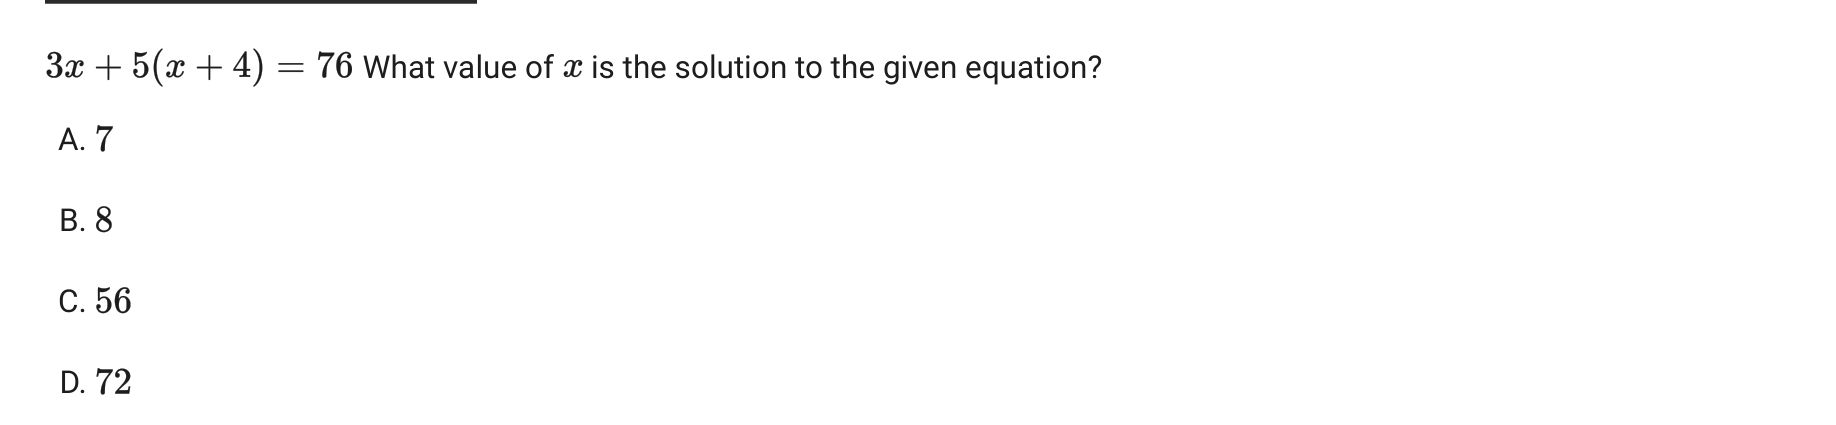 3x + 5(x + 4) = 76 What value of x is the solution to the given equation?
A. 7
B. 8
C. 56
D. 72